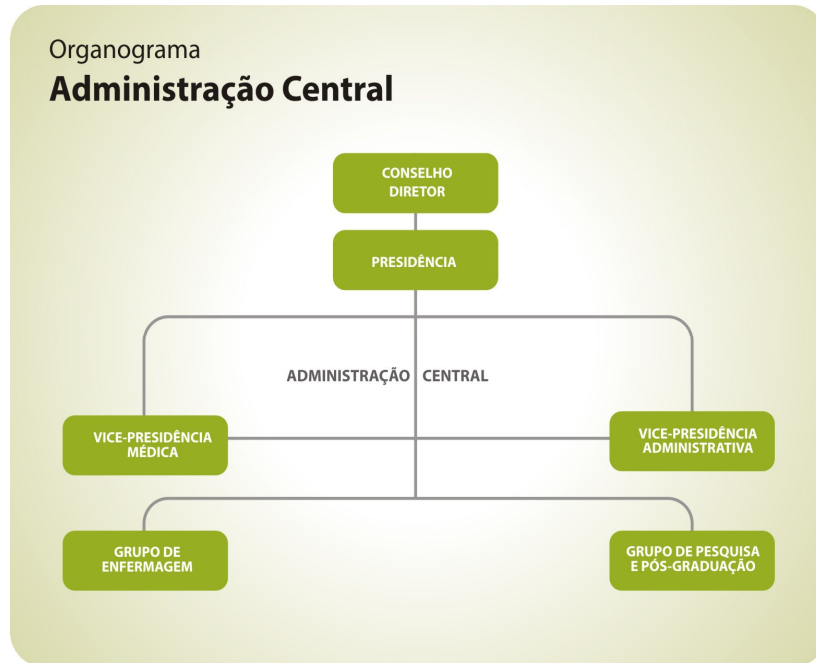 Organograma
Administração Central
CONSELHO
DIRETOR
PRESIDÊNCIA
ADMINISTRAÇÃO CENTRAL
VICE-PRESIDÊNCIA
MÉDICA
VICE-PRESIDÊNCIA
ADMINISTRATIVA
GRUPO DE
ENFERMAGEM
GRUPO DE PESQUISA
E PÓS-GRADUAÇÃO